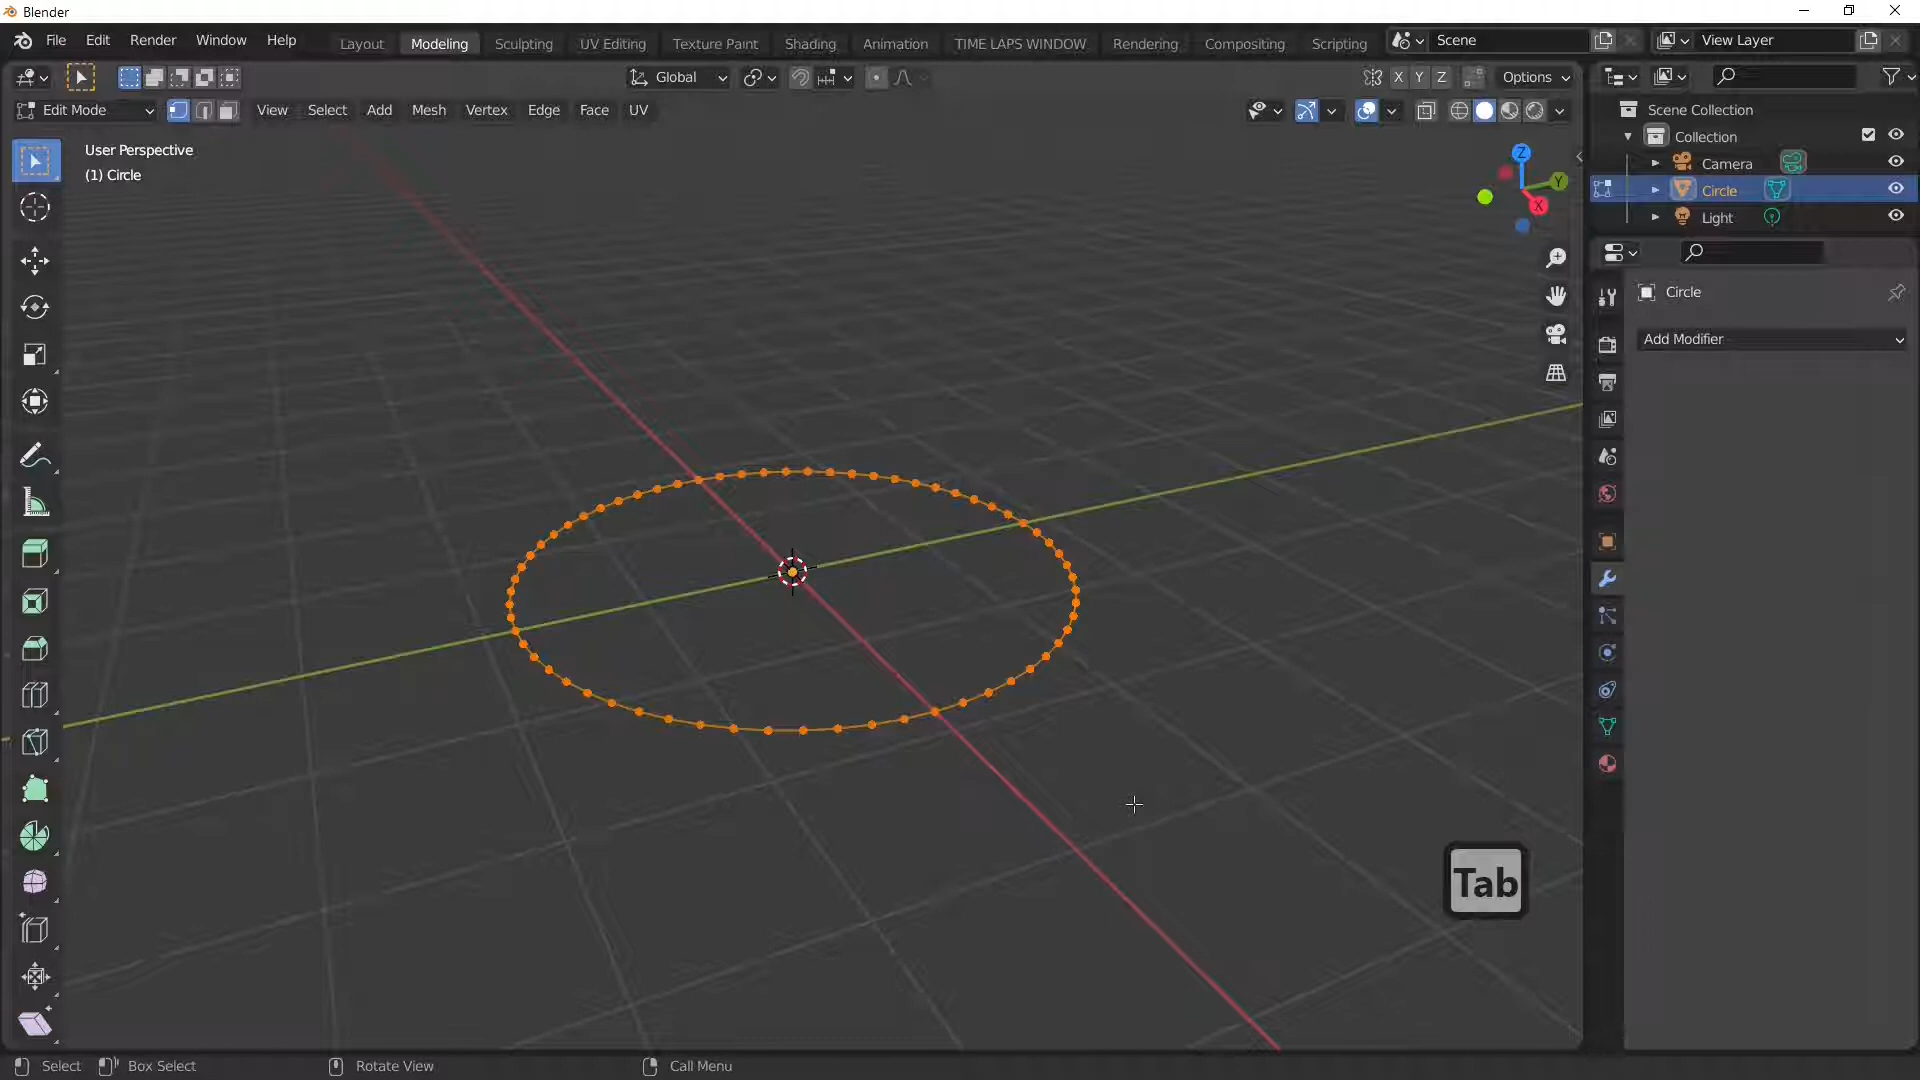 Blender
File Edit Render Window Help
Layout Modeling Sculpting UV Editing Texture Paint Shading Animation TIME LAPS WINDOW Rendering Compositing Scripting
Scene
View Layer
Global
X Y Z
Options
Edit Mode
View Select Add Mesh Vertex Edge Face UV
User Perspective
(1) Circle
Z
Y
X
Scene Collection
Collection
Camera
Circle
Light
Circle
Add Modifier
Tab
Select Box Select Rotate View Call Menu